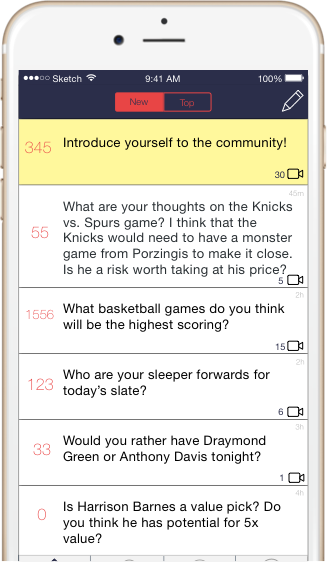 Sketch 9:41 AM 100%
New Top
345 Introduce yourself to the community!
30
45m
What are your thoughts on the Knicks
vs. Spurs game? I think that the
55 Knicks would need to have a monster
game from Porzingis to make it close.
Is he a risk worth taking at his price?
5
2h
1556 What basketball games do you think
will be the highest scoring?
15
2h
123 Who are your sleeper forwards for
today’s slate?
6
3h
33 Would you rather have Draymond
Green or Anthony Davis tonight?
1
4h
0 Is Harrison Barnes a value pick? Do
you think he has potential for 5x
value?